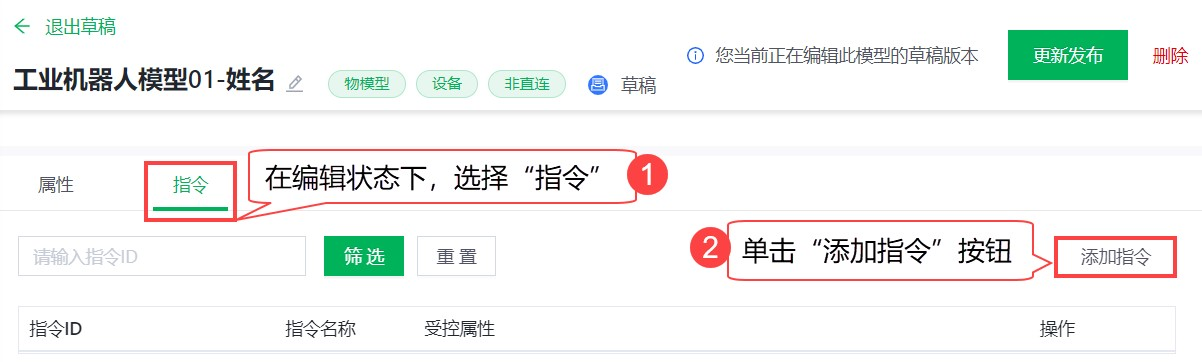 退出草稿
工业机器人模型01-姓名
物模型 设备 非直连 草稿
您当前正在编辑此模型的草稿版本 更新发布 删除
属性 指令 在编辑状态下，选择“指令” 1
请输入指令ID 筛选 重置 2 单击“添加指令”按钮 添加指令
指令ID 指令名称 受控属性 操作